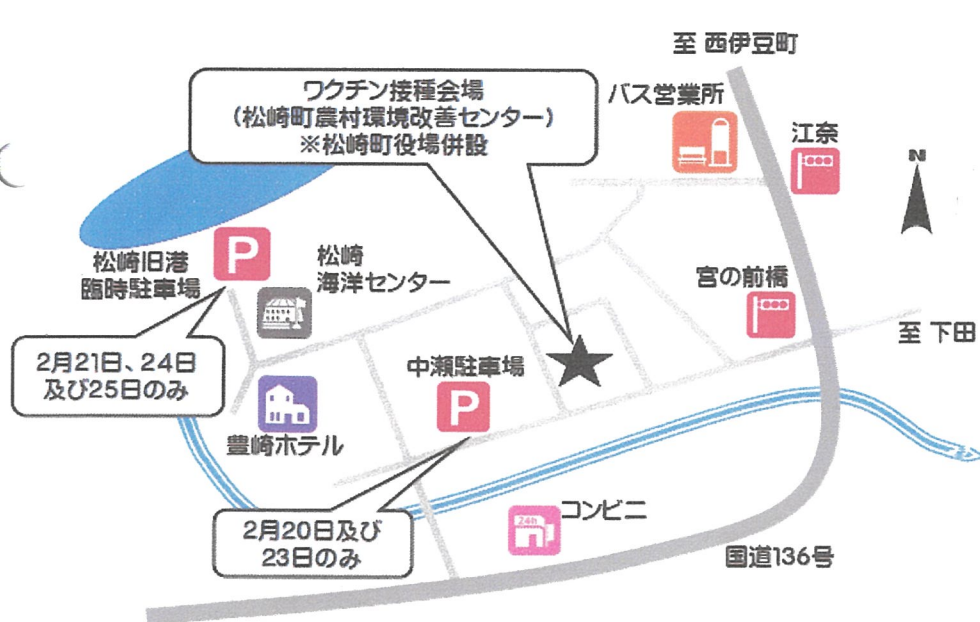 至 西伊豆町
ワクチン接種会場
（松崎町農村環境改善センター）
※松崎町役場併設
バス営業所
江奈
N
松崎旧港
臨時駐車場
P
松崎
海洋センター
宮の前橋
至 下田
2月21日、24日
及び25日のみ
中瀬駐車場
P
豊崎ホテル
2月20日及び
23日のみ
24h
コンビニ
国道136号